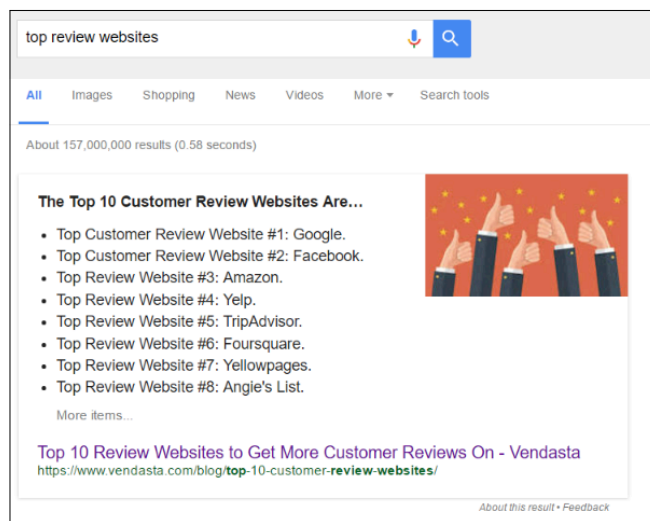 top review websites
All Images Shopping News Videos More Search tools
About 157,000,000 results (0.58 seconds)
The Top 10 Customer Review Websites Are...
• Top Customer Review Website #1: Google.
• Top Customer Review Website #2: Facebook.
• Top Review Website #3: Amazon.
• Top Review Website #4: Yelp.
• Top Review Website #5: TripAdvisor.
• Top Review Website #6: Foursquare.
• Top Review Website #7: Yellowpages.
• Top Review Website #8: Angie's List.
More items...
Top 10 Review Websites to Get More Customer Reviews On - Vendasta
https://www.vendasta.com/blog/top-10-customer-review-websites/
About this result • Feedback